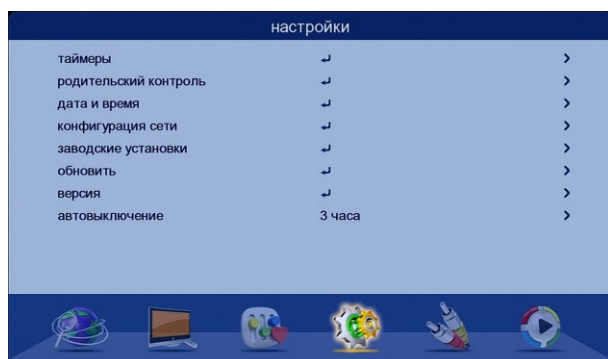 настройки
таймеры
родительский контроль
дата и время
конфигурация сети
заводские установки
обновить
версия
автовыключение 3 часа